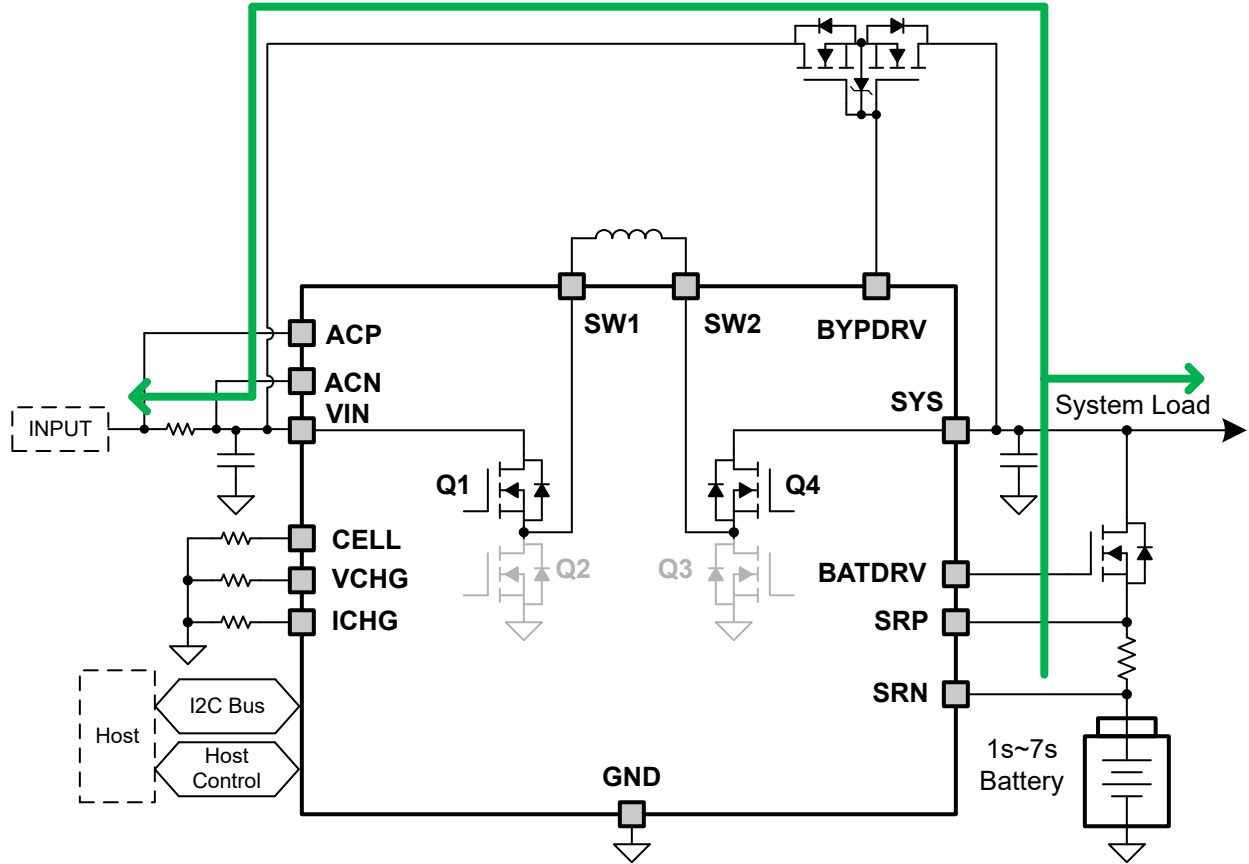 SW1
SW2
BYPDRV
ACP
ACN
VIN
INPUT
SYS
System Load
Q1
Q4
Q2
Q3
CELL
VCHG
ICHG
BATDRV
SRP
SRN
Host
I2C Bus
Host
Control
GND
1s~7s
Battery